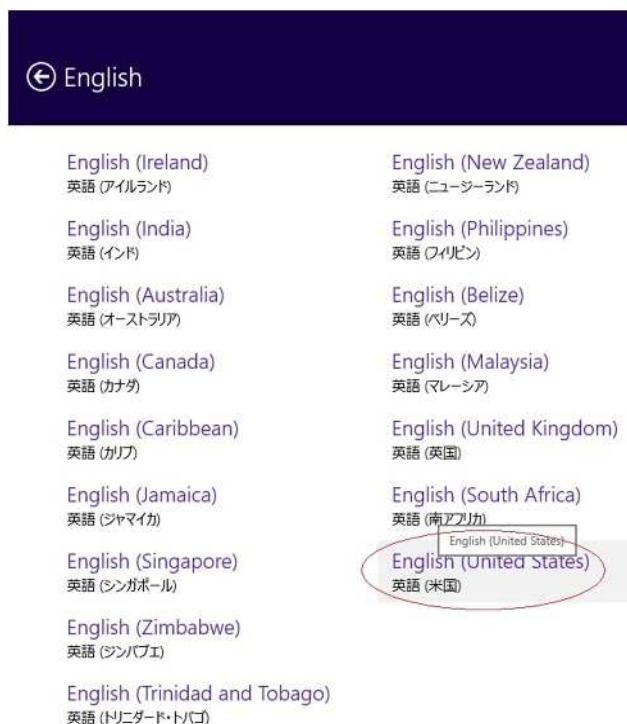 English
English (Ireland)
英語 (アイルランド)
English (India)
英語 (インド)
English (Australia)
英語 (オーストラリア)
English (Canada)
英語 (カナダ)
English (Caribbean)
英語 (カリブ)
English (Jamaica)
英語 (ジャマイカ)
English (Singapore)
英語 (シンガポール)
English (Zimbabwe)
英語 (ジンバブエ)
English (Trinidad and Tobago)
英語 (トリニダード・トバゴ)
English (New Zealand)
英語 (ニュージーランド)
English (Philippines)
英語 (フィリピン)
English (Belize)
英語 (ベリーズ)
English (Malaysia)
英語 (マレーシア)
English (United Kingdom)
英語 (英国)
English (South Africa)
英語 (南アフリカ)
English (United States)
English (United States)
英語 (米国)